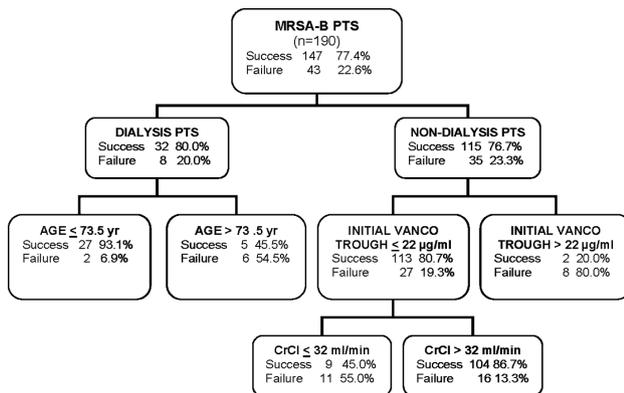 MRSA-B PTS
(n=190)
Success 147 77.4%
Failure 43 22.6%
DIALYSIS PTS
Success 32 80.0%
Failure 8 20.0%
NON-DIALYSIS PTS
Success 115 76.7%
Failure 35 23.3%
AGE ≤ 73.5 yr
Success 27 93.1%
Failure 2 6.9%
AGE > 73 .5 yr
Success 5 45.5%
Failure 6 54.5%
INITIAL VANCO
TROUGH ≤ 22 µg/ml
Success 113 80.7%
Failure 27 19.3%
INITIAL VANCO
TROUGH > 22 µg/ml
Success 2 20.0%
Failure 8 80.0%
CrCl ≤ 32 ml/min
Success 9 45.0%
Failure 11 55.0%
CrCl > 32 ml/min
Success 104 86.7%
Failure 16 13.3%